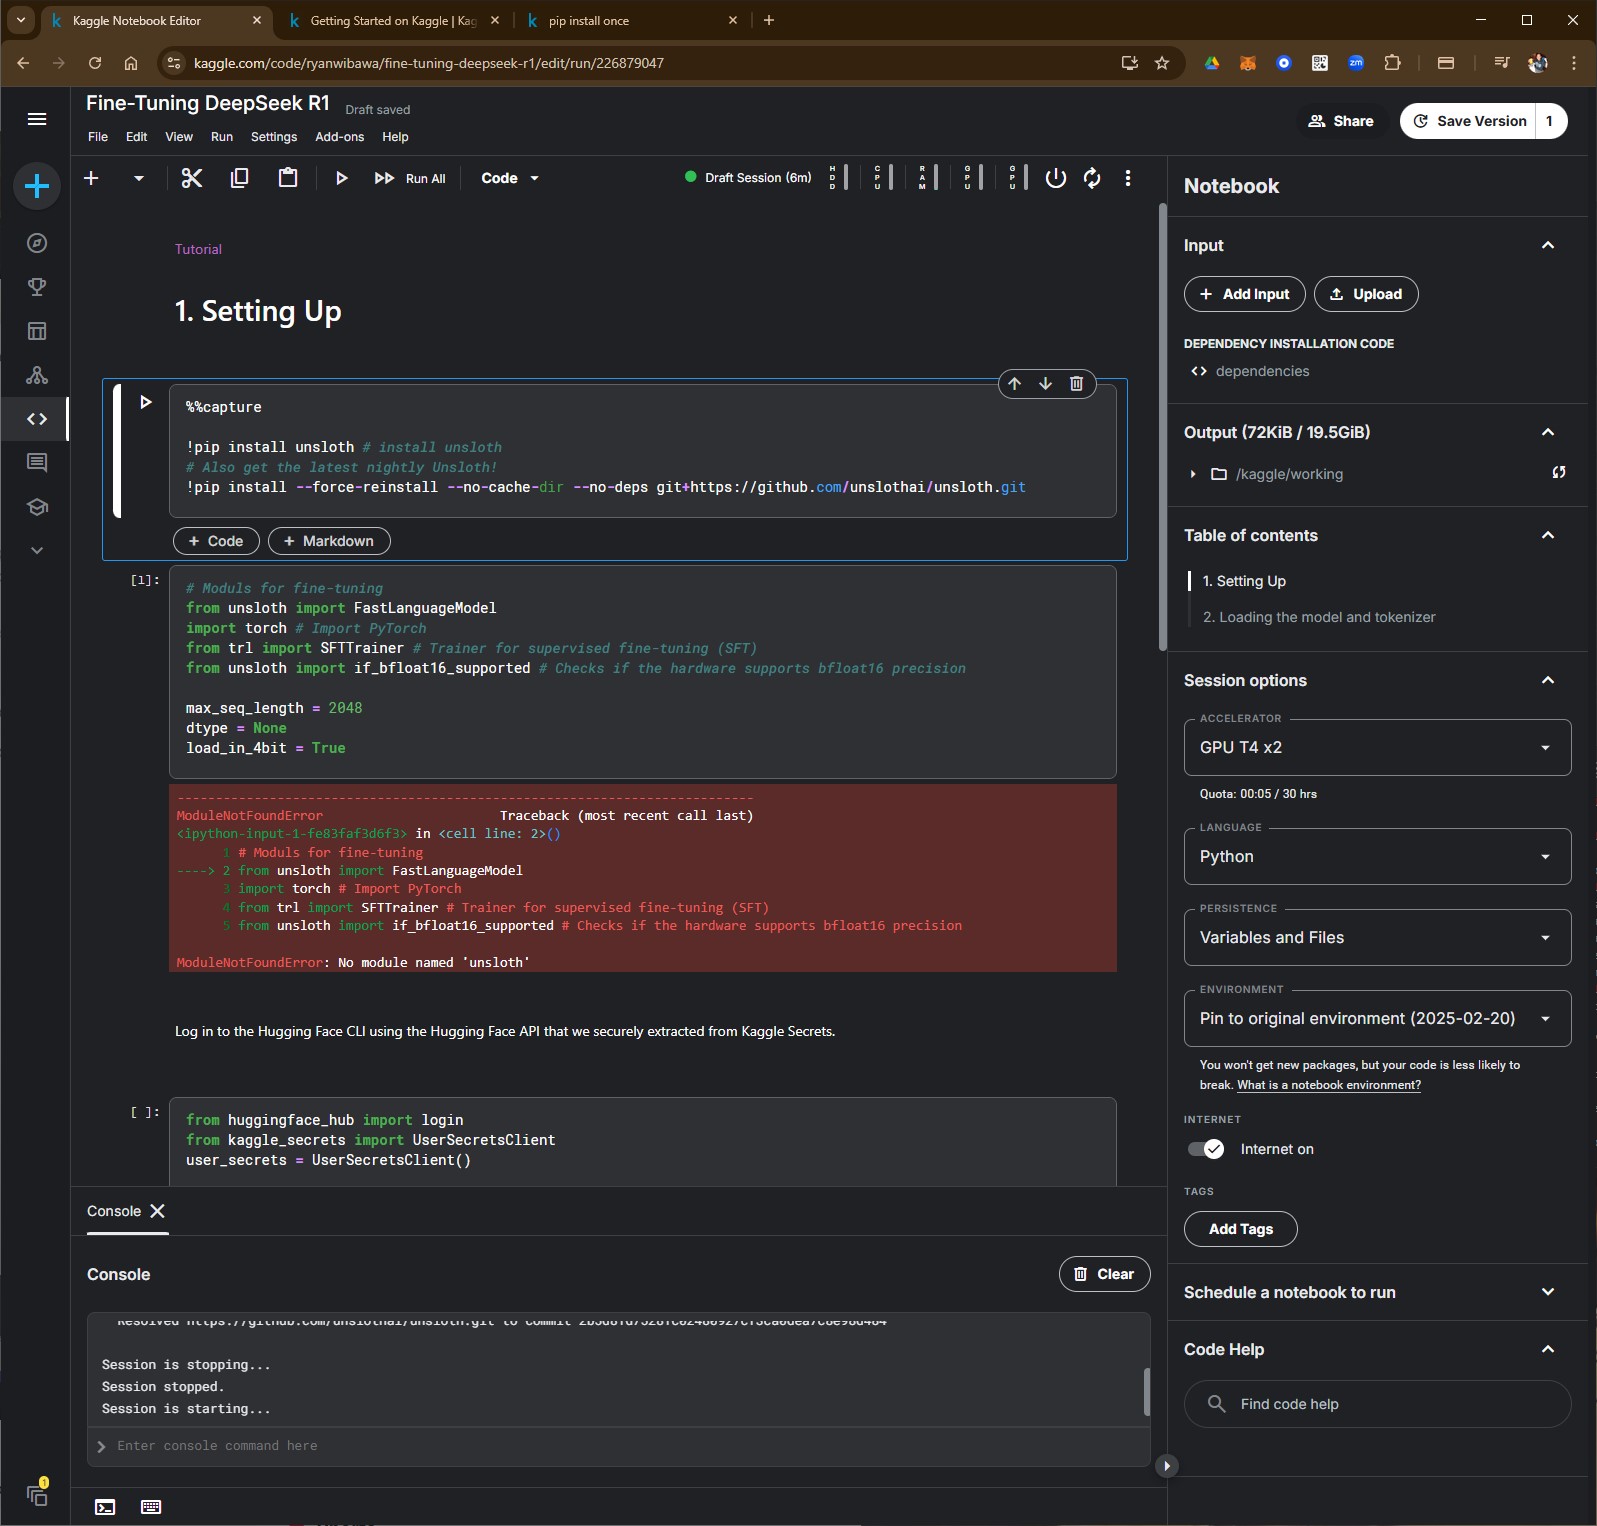 Kaggle Notebook Editor
Getting Started on Kaggle | Kag
pip install once
kaggle.com/code/ryanwibawa/fine-tuning-deepseek-r1/edit/run/226879047
Fine-Tuning DeepSeek R1 Draft saved
File Edit View Run Settings Add-ons Help
Share
Save Version 1
Run All
Code
Draft Session (6m)
HDD
CPU
RAM
GPU
GPU
Tutorial
1. Setting Up
%%capture
!pip install unsloth # install unsloth
# Also get the latest nightly Unsloth!
!pip install --force-reinstall --no-cache-dir --no-deps git+https://github.com/unslothai/unsloth.git
+ Code
+ Markdown
[1]:
# Moduls for fine-tuning
from unsloth import FastLanguageModel
import torch # Import PyTorch
from trl import SFTTrainer # Trainer for supervised fine-tuning (SFT)
from unsloth import if_bfloat16_supported # Checks if the hardware supports bfloat16 precision
max_seq_length = 2048
dtype = None
load_in_4bit = True
---------------------------------------------------------------------------
ModuleNotFoundError Traceback (most recent call last)
<ipython-input-1-fe83faf3d6f3> in <cell line: 2>()
1 # Moduls for fine-tuning
----> 2 from unsloth import FastLanguageModel
3 import torch # Import PyTorch
4 from trl import SFTTrainer # Trainer for supervised fine-tuning (SFT)
5 from unsloth import if_bfloat16_supported # Checks if the hardware supports bfloat16 precision
ModuleNotFoundError: No module named 'unsloth'
Log in to the Hugging Face CLI using the Hugging Face API that we securely extracted from Kaggle Secrets.
[ ]:
from huggingface_hub import login
from kaggle_secrets import UserSecretsClient
user_secrets = UserSecretsClient()
Console
Console
Clear
Resolved https://github.com/unslothai/unsloth.git to commit
Session is stopping...
Session stopped.
Session is starting...
Enter console command here
Notebook
Input
+ Add Input
Upload
DEPENDENCY INSTALLATION CODE
<> dependencies
Output (72KiB / 19.5GiB)
/kaggle/working
Table of contents
1. Setting Up
2. Loading the model and tokenizer
Session options
ACCELERATOR
GPU T4 x2
Quota: 00:05 / 30 hrs
LANGUAGE
Python
PERSISTENCE
Variables and Files
ENVIRONMENT
Pin to original environment (2025-02-20)
You won't get new packages, but your code is less likely to
break. What is a notebook environment?
INTERNET
Internet on
TAGS
Add Tags
Schedule a notebook to run
Code Help
Find code help
zm
1